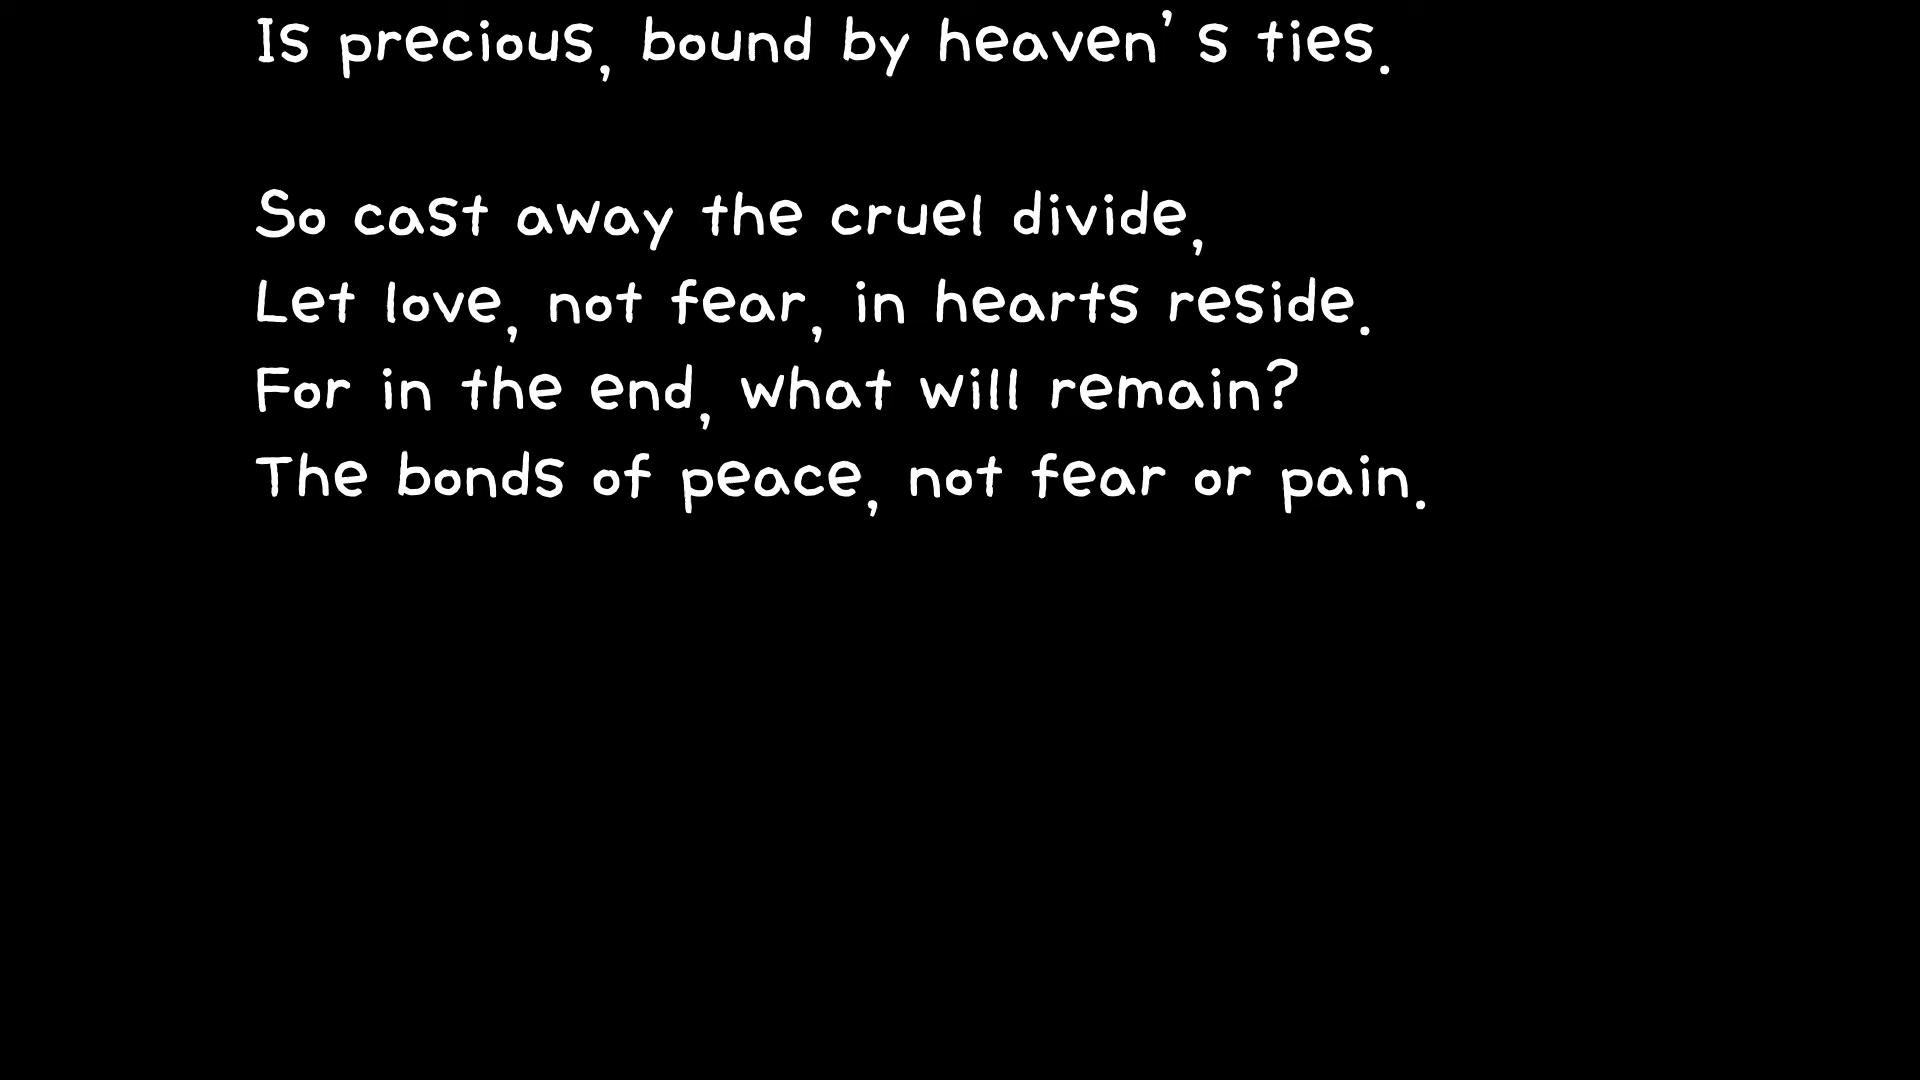 Is precious, bound by heaven's ties.
So cast away the cruel divide,
Let love, not fear, in hearts reside.
For in the end, what will remain?
The bonds of peace, not fear or pain.